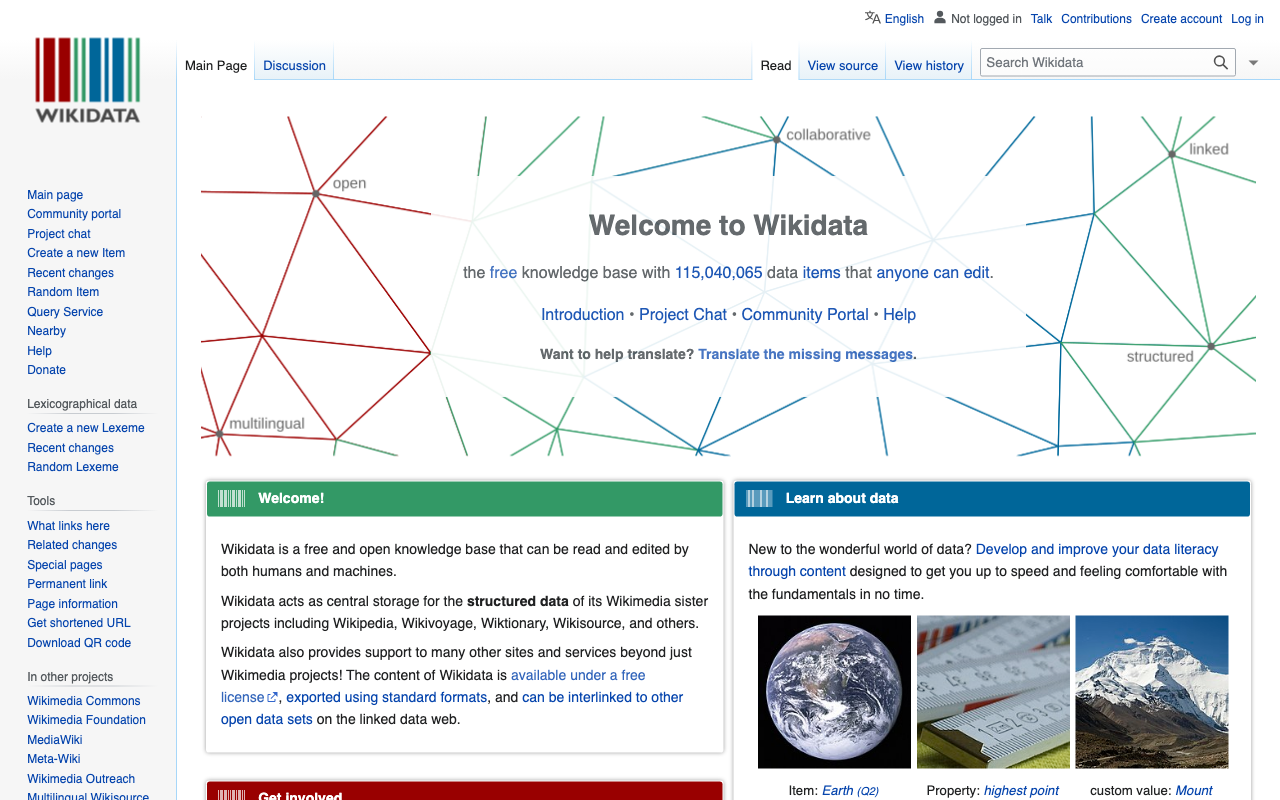 English Not logged in Talk Contributions Create account Log in
WIKIDATA
Main Page Discussion Read View source View history Search Wikidata
Main page
Community portal
Project chat
Create a new Item
Recent changes
Random Item
Query Service
Nearby
Help
Donate
Lexicographical data
Create a new Lexeme
Recent changes
Random Lexeme
Tools
What links here
Related changes
Special pages
Permanent link
Page information
Get shortened URL
Download QR code
In other projects
Wikimedia Commons
Wikimedia Foundation
MediaWiki
Meta-Wiki
Wikimedia Outreach
Multilingual Wikisource
collaborative
linked
open
structured
multilingual
Welcome to Wikidata
the free knowledge base with 115,040,065 data items that anyone can edit.
Introduction • Project Chat • Community Portal • Help
Want to help translate? Translate the missing messages.
Welcome!
Wikidata is a free and open knowledge base that can be read and edited by
both humans and machines.
Wikidata acts as central storage for the structured data of its Wikimedia sister
projects including Wikipedia, Wikivoyage, Wiktionary, Wikisource, and others.
Wikidata also provides support to many other sites and services beyond just
Wikimedia projects! The content of Wikidata is available under a free
license, exported using standard formats, and can be interlinked to other
open data sets on the linked data web.
Get involved
Learn about data
New to the wonderful world of data? Develop and improve your data literacy
through content designed to get you up to speed and feeling comfortable with
the fundamentals in no time.
Item: Earth (Q2)
Property: highest point
custom value: Mount